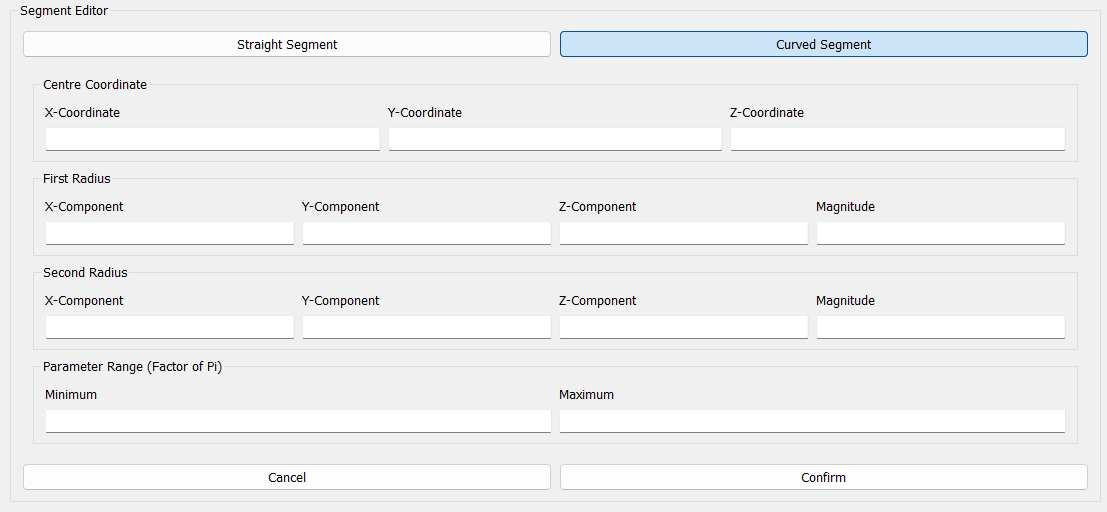 Segment Editor
Straight Segment Curved Segment
Centre Coordinate
X-Coordinate Y-Coordinate Z-Coordinate
First Radius
X-Component Y-Component Z-Component Magnitude
Second Radius
X-Component Y-Component Z-Component Magnitude
Parameter Range (Factor of Pi)
Minimum Maximum
Cancel Confirm